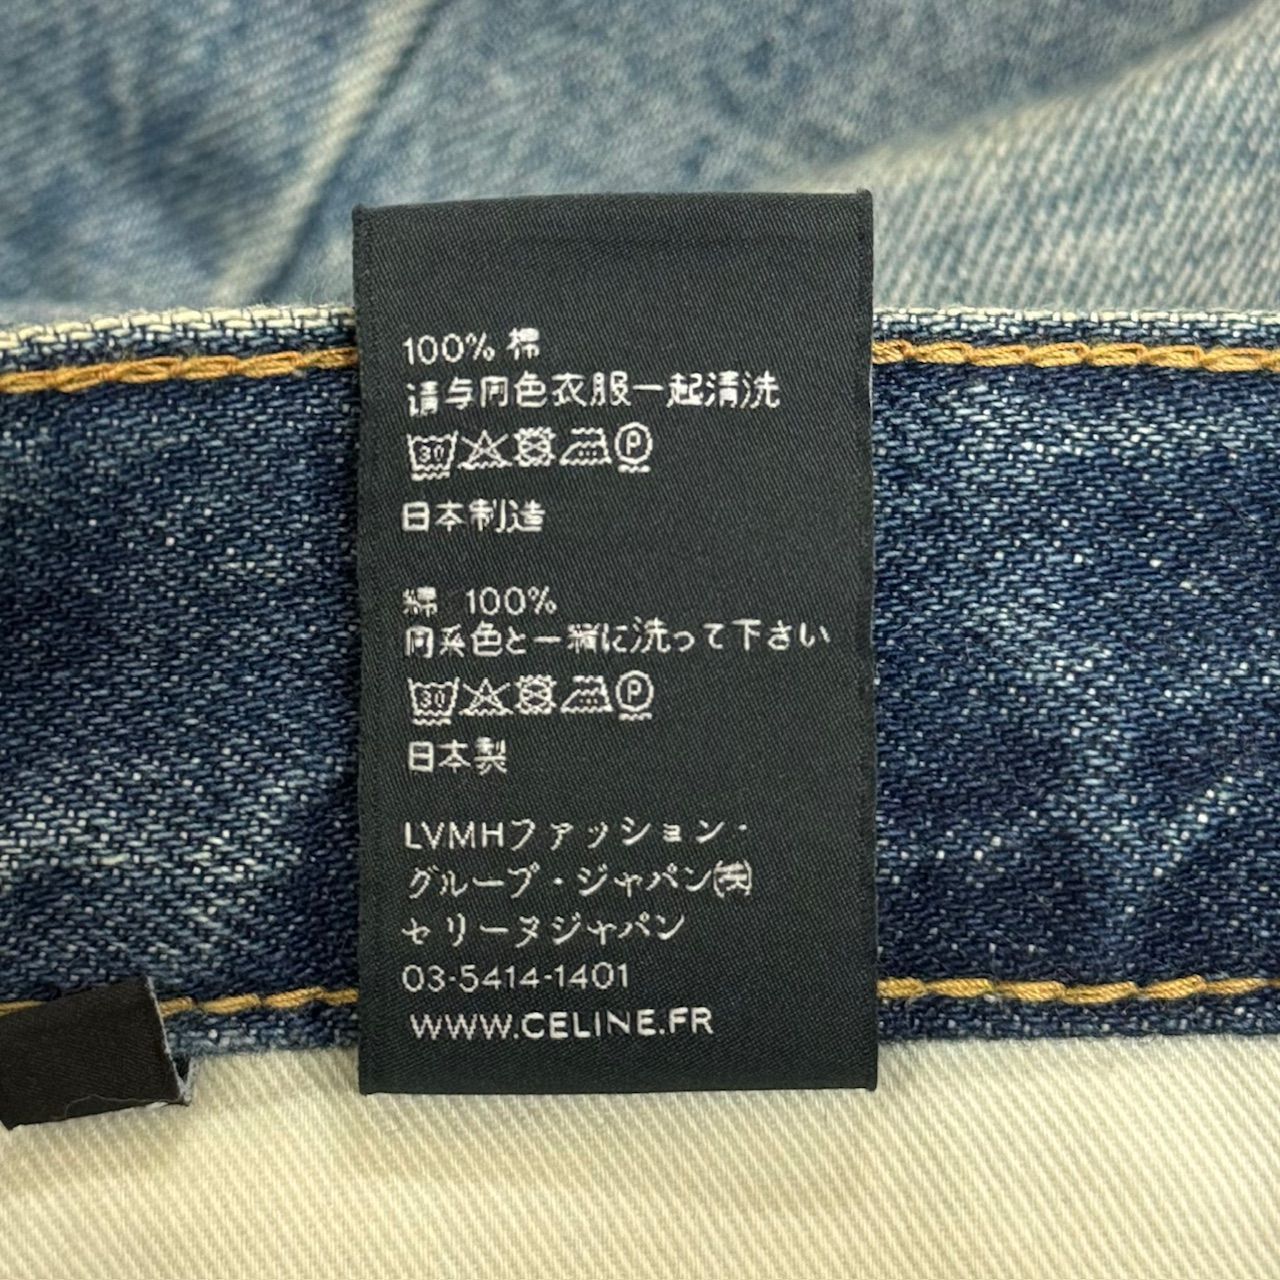 100% 棉
请与同色衣服一起清洗
30 P
日本制造
綿 100%
同系色と一緒に洗って下さい
30 P
日本製
LVMHファッション・
グループ・ジャパン㈱
セリーヌジャパン
03-5414-1401
WWW.CELINE.FR